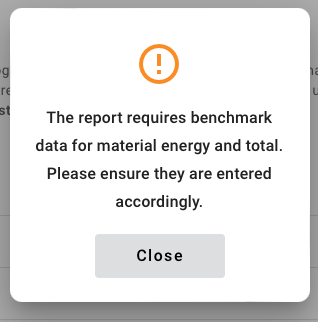 The report requires benchmark
data for material energy and total.
Please ensure they are entered
accordingly.
Close